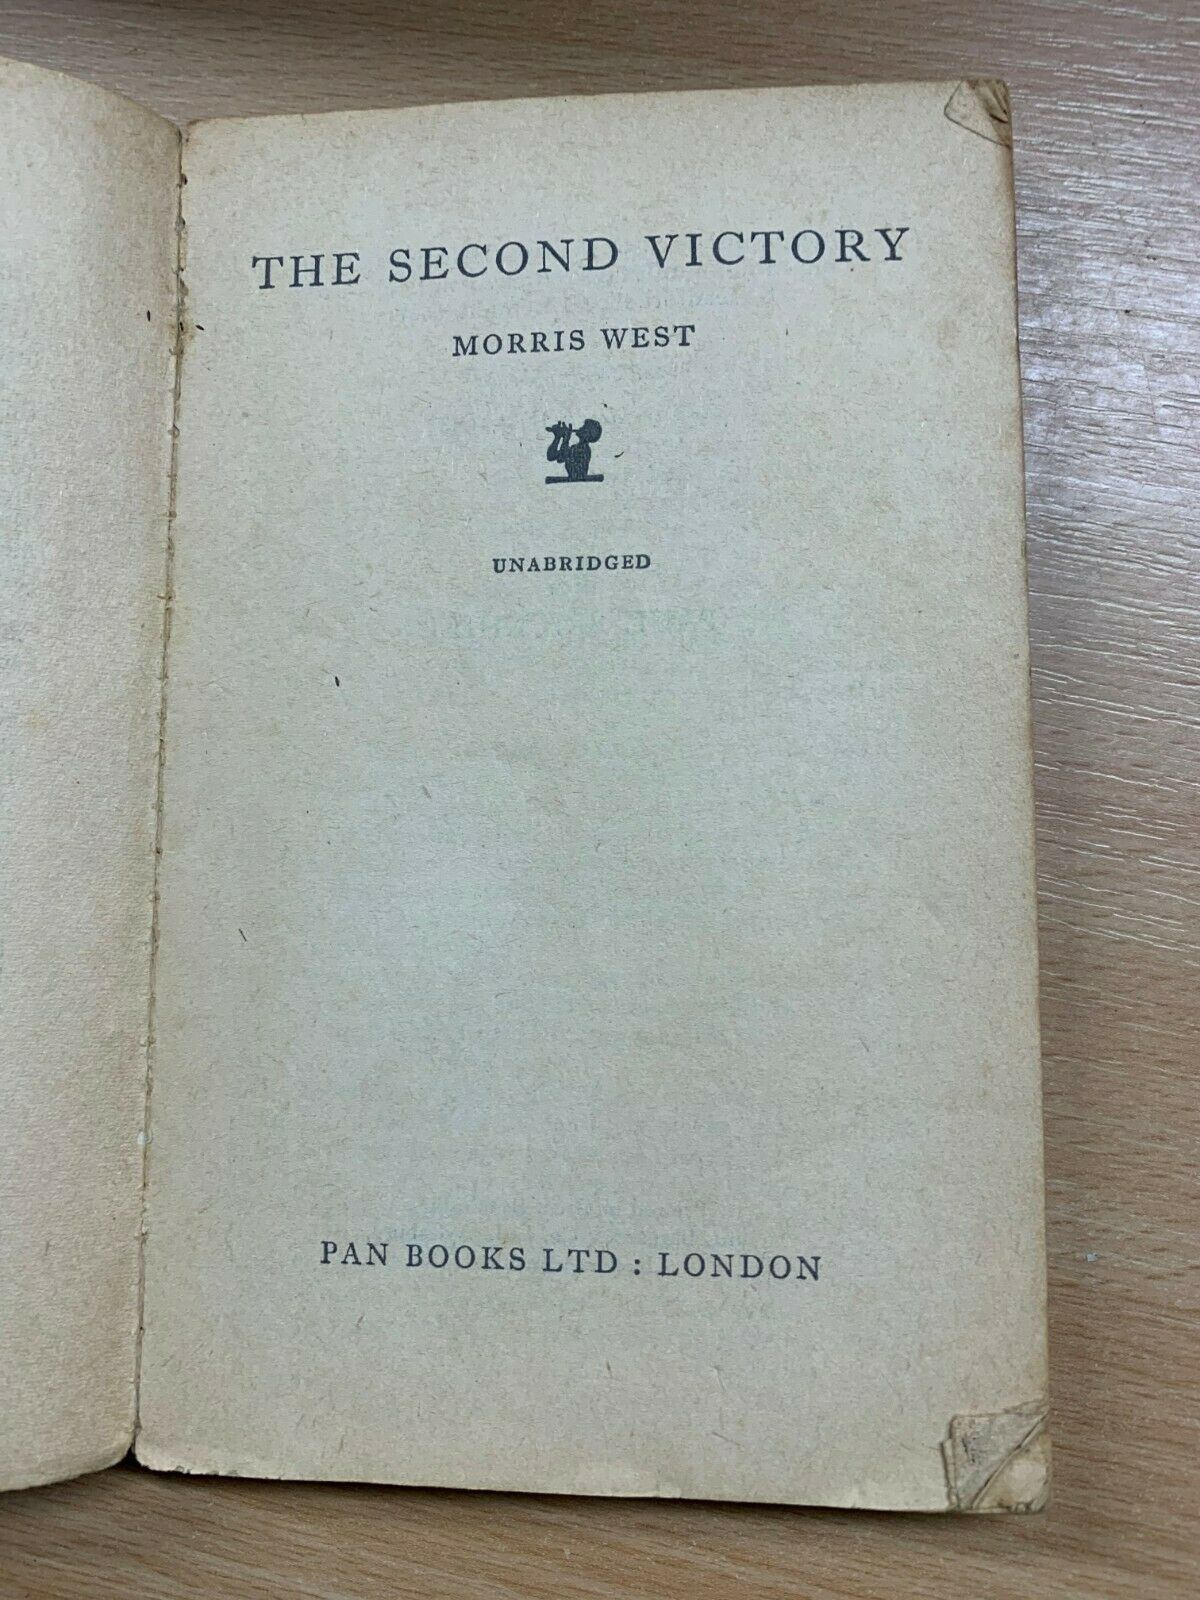 THE SECOND VICTORY
MORRIS WEST
UNABRIDGED
PAN BOOKS LTD : LONDON